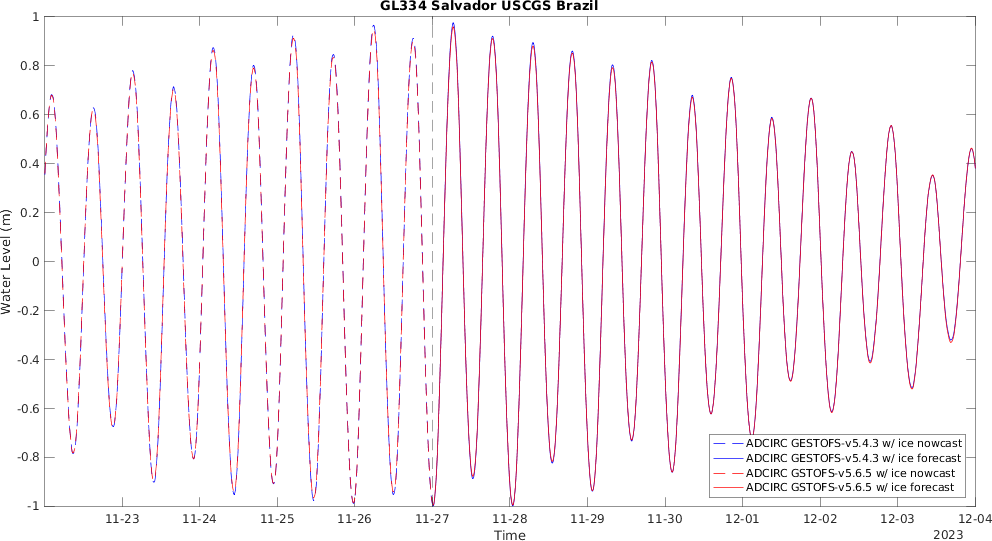 GL334 Salvador USCGS Brazil
1
0.8
0.6
0.4
0.2
0
-0.2
-0.4
-0.6
-0.8
-1
Water Level (m)
ADCIRC GESTOFS-v5.4.3 w/ ice nowcast
ADCIRC GESTOFS-v5.4.3 w/ ice forecast
ADCIRC GSTOFS-v5.6.5 w/ ice nowcast
ADCIRC GSTOFS-v5.6.5 w/ ice forecast
11-23 11-24 11-25 11-26 11-27 11-28 11-29 11-30 12-01 12-02 12-03 12-04
Time
2023